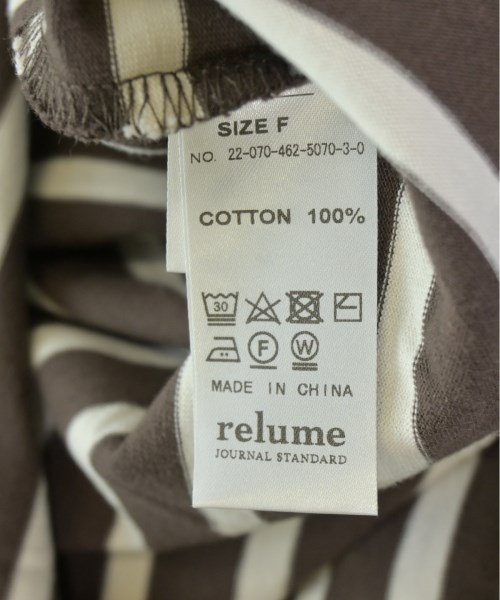 SIZE F
NO. 22-070-462-5070-3-0
COTTON 100%
30
F W
MADE IN CHINA
relume
JOURNAL STANDARD